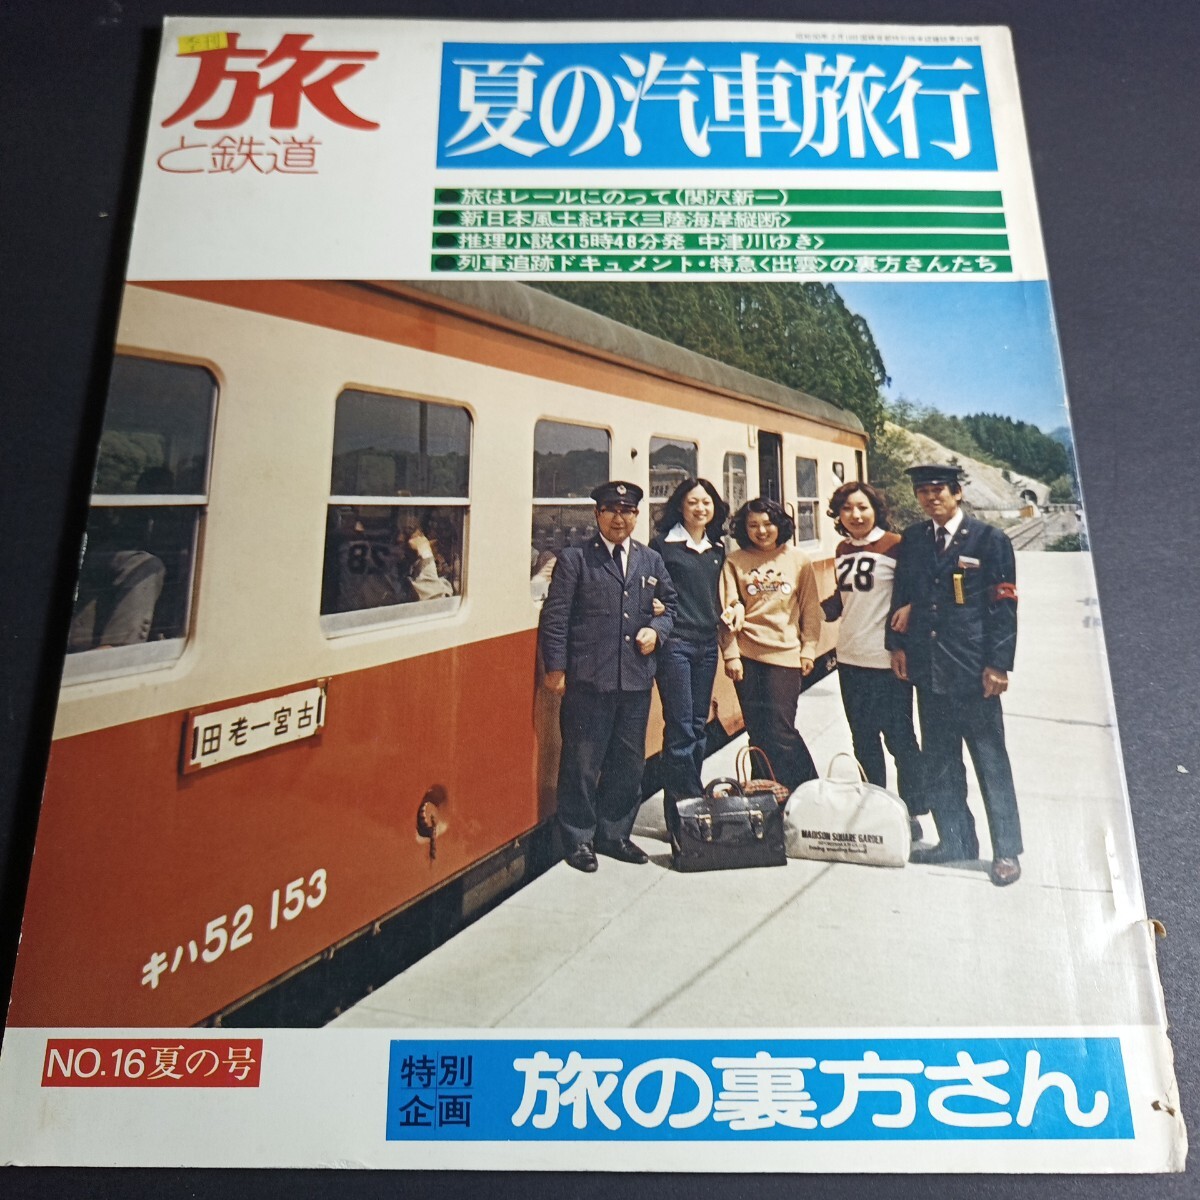 季刊
旅
と鉄道
夏の汽車旅行
●旅はレールにのって(関沢新一)
●新日本風土紀行<三陸海岸縦断>
●推理小説<15時48分発 中津川ゆき>
●列車追跡ドキュメント・特急<出雲>の裏方さんたち
28
28
田老一宮古
MADISON SQUARE GARDEN
キハ52 153
NO.16夏の号
特別
企画
旅の裏方さん